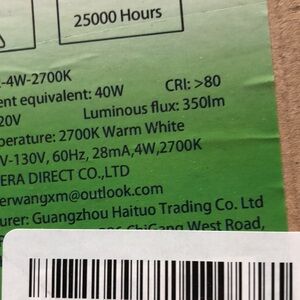 25000 Hours
-4W-2700K
ent equivalent: 40W CRI: >80
20V Luminous flux: 350lm
perature: 2700K Warm White
V-130V, 60Hz, 28mA,4W,2700K
ERA DIRECT CO.,LTD
erwangxm@outlook.com
urer: Guangzhou Haituo Trading Co. Ltd
ChiGang West Road,